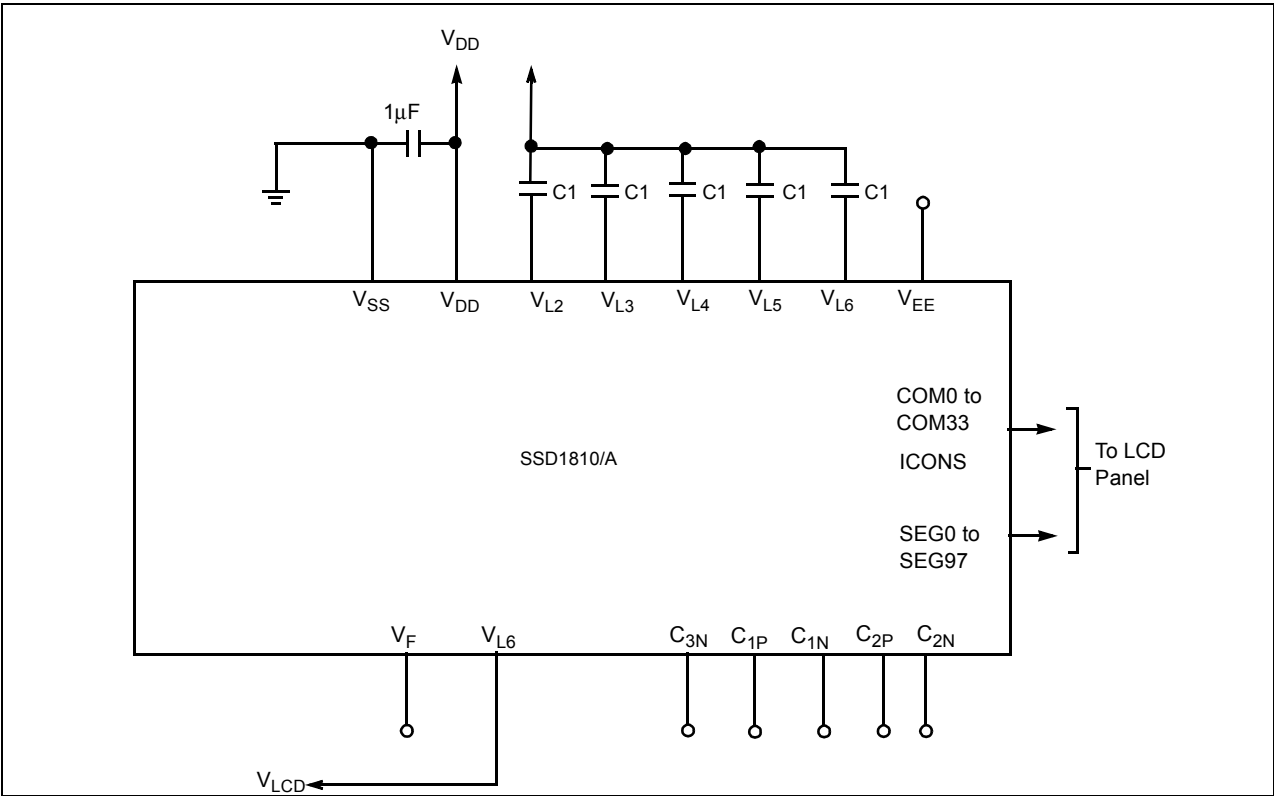 VDD
1μF
C1 C1 C1 C1 C1
VSS VDD VL2 VL3 VL4 VL5 VL6 VEE
COM0 to
COM33
ICONS
To LCD
Panel
SSD1810/A
SEG0 to
SEG97
VF VL6 C3N C1P C1N C2P C2N
VLCD